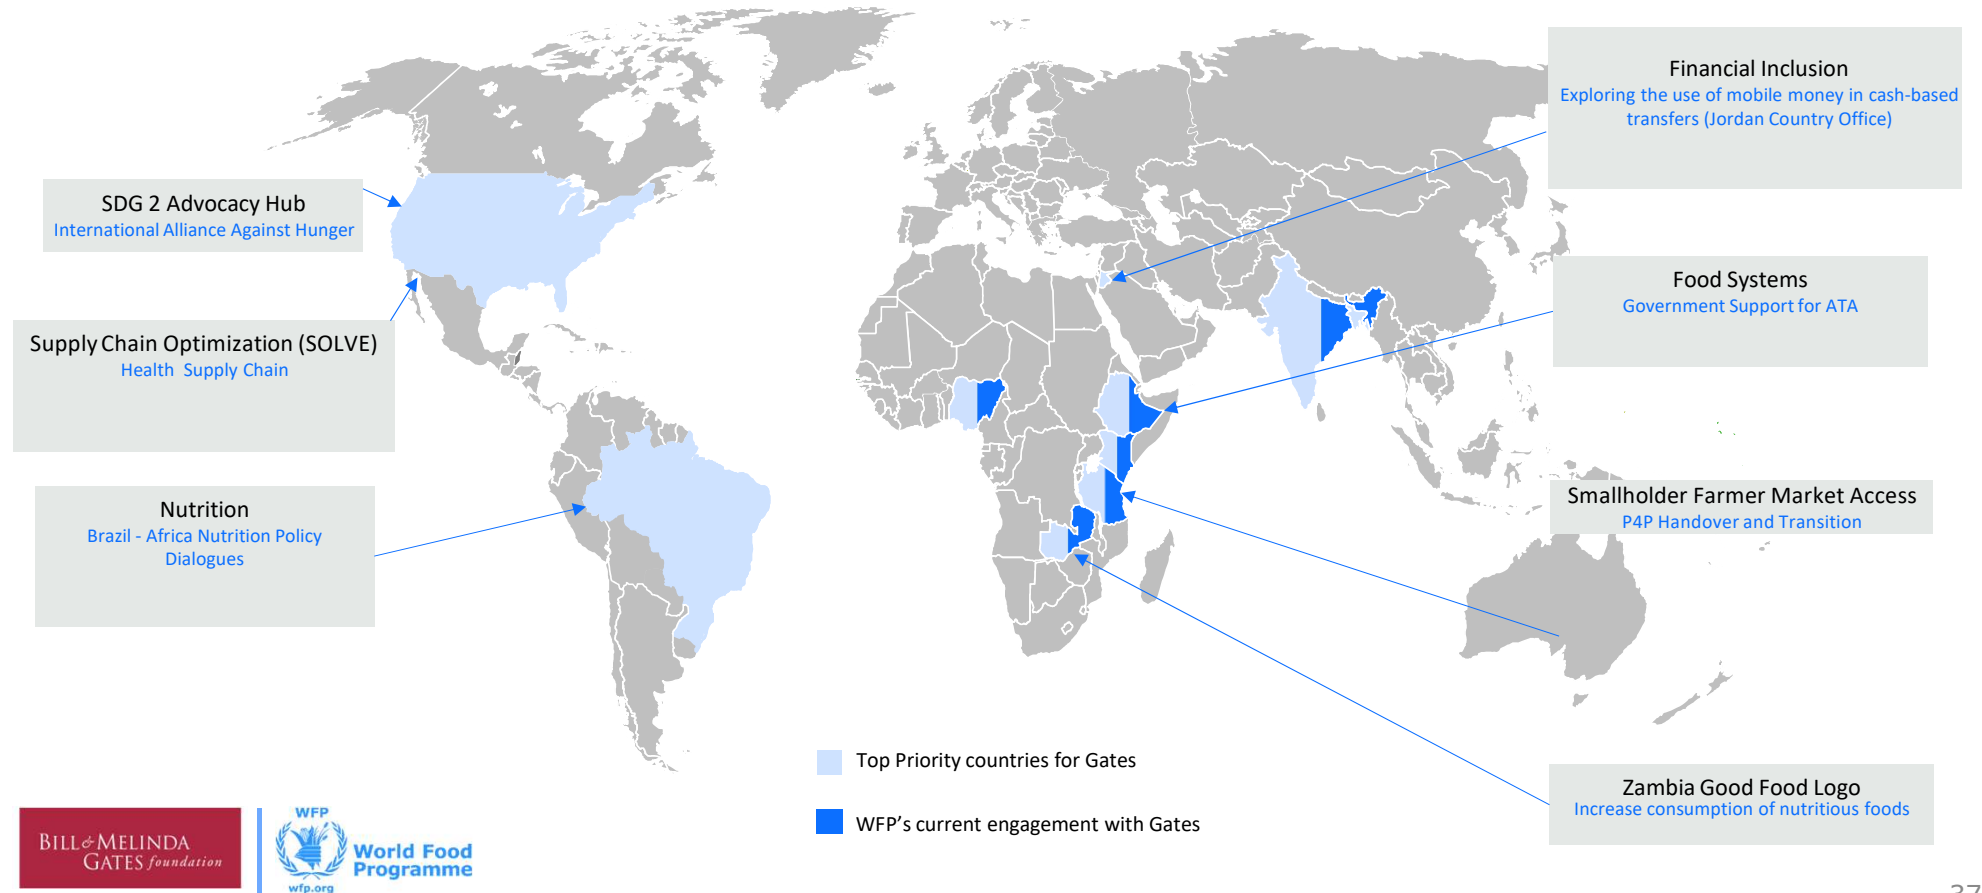 SDG 2 Advocacy Hub
International Alliance Against Hunger
Supply Chain Optimization (SOLVE)
Health Supply Chain
Nutrition
Brazil - Africa Nutrition Policy
Dialogues
Financial Inclusion
Exploring the use of mobile money in cash-based
transfers (Jordan Country Office)
Food Systems
Government Support for ATA
Smallholder Farmer Market Access
P4P Handover and Transition
Zambia Good Food Logo
Increase consumption of nutritious foods
Top Priority countries for Gates
WFP's current engagement with Gates
BILL & MELINDA
GATES foundation
WFP
World Food
Programme
wfp.org
37